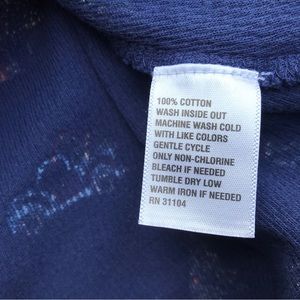 100% COTTON
WASH INSIDE OUT
MACHINE WASH COLD
WITH LIKE COLORS
GENTLE CYCLE
ONLY NON-CHLORINE
BLEACH IF NEEDED
TUMBLE DRY LOW
WARM IRON IF NEEDED
RN 31104